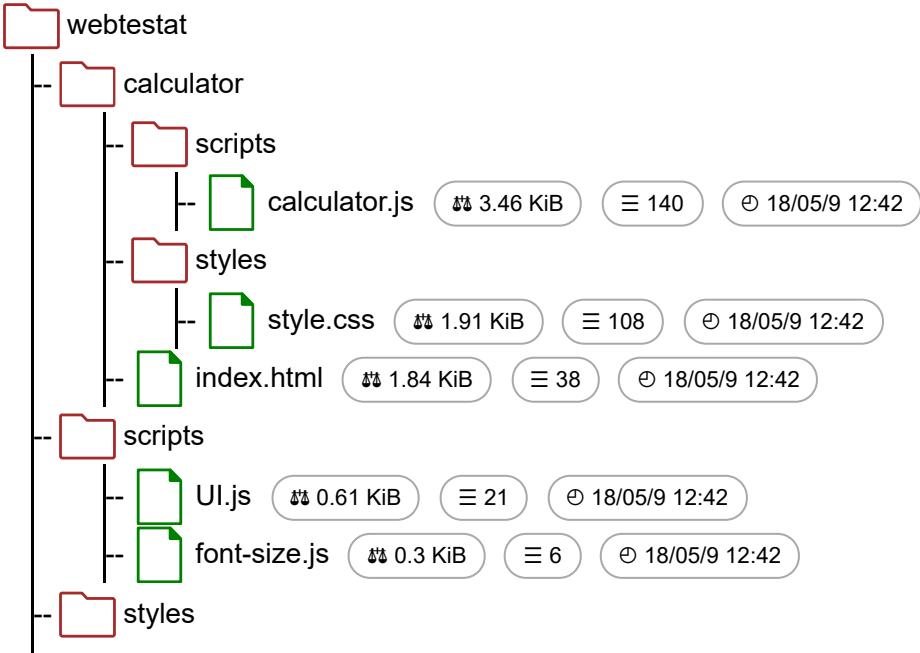 webtestat
-- calculator
-- scripts
-- calculator.js ⚖ 3.46 KiB ☰ 140 ◴ 18/05/9 12:42
-- styles
-- style.css ⚖ 1.91 KiB ☰ 108 ◴ 18/05/9 12:42
-- index.html ⚖ 1.84 KiB ☰ 38 ◴ 18/05/9 12:42
-- scripts
-- UI.js ⚖ 0.61 KiB ☰ 21 ◴ 18/05/9 12:42
-- font-size.js ⚖ 0.3 KiB ☰ 6 ◴ 18/05/9 12:42
-- styles